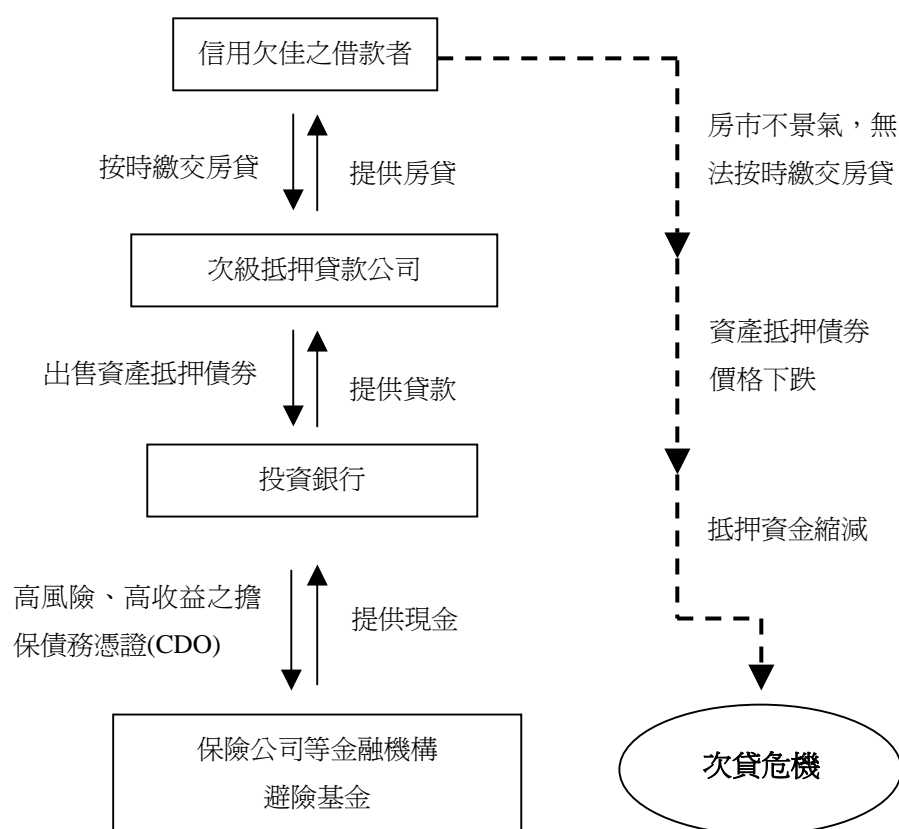 信用欠佳之借款者
房市不景氣，無
法按時繳交房貸
按時繳交房貸
提供房貸
次級抵押貸款公司
資產抵押債券
價格下跌
出售資產抵押債券
提供貸款
投資銀行
抵押資金縮减
高風險、高收益之擔
保債務憑證(CDO)
提供現金
保險公司等金融機構
避險基金
次貸危機